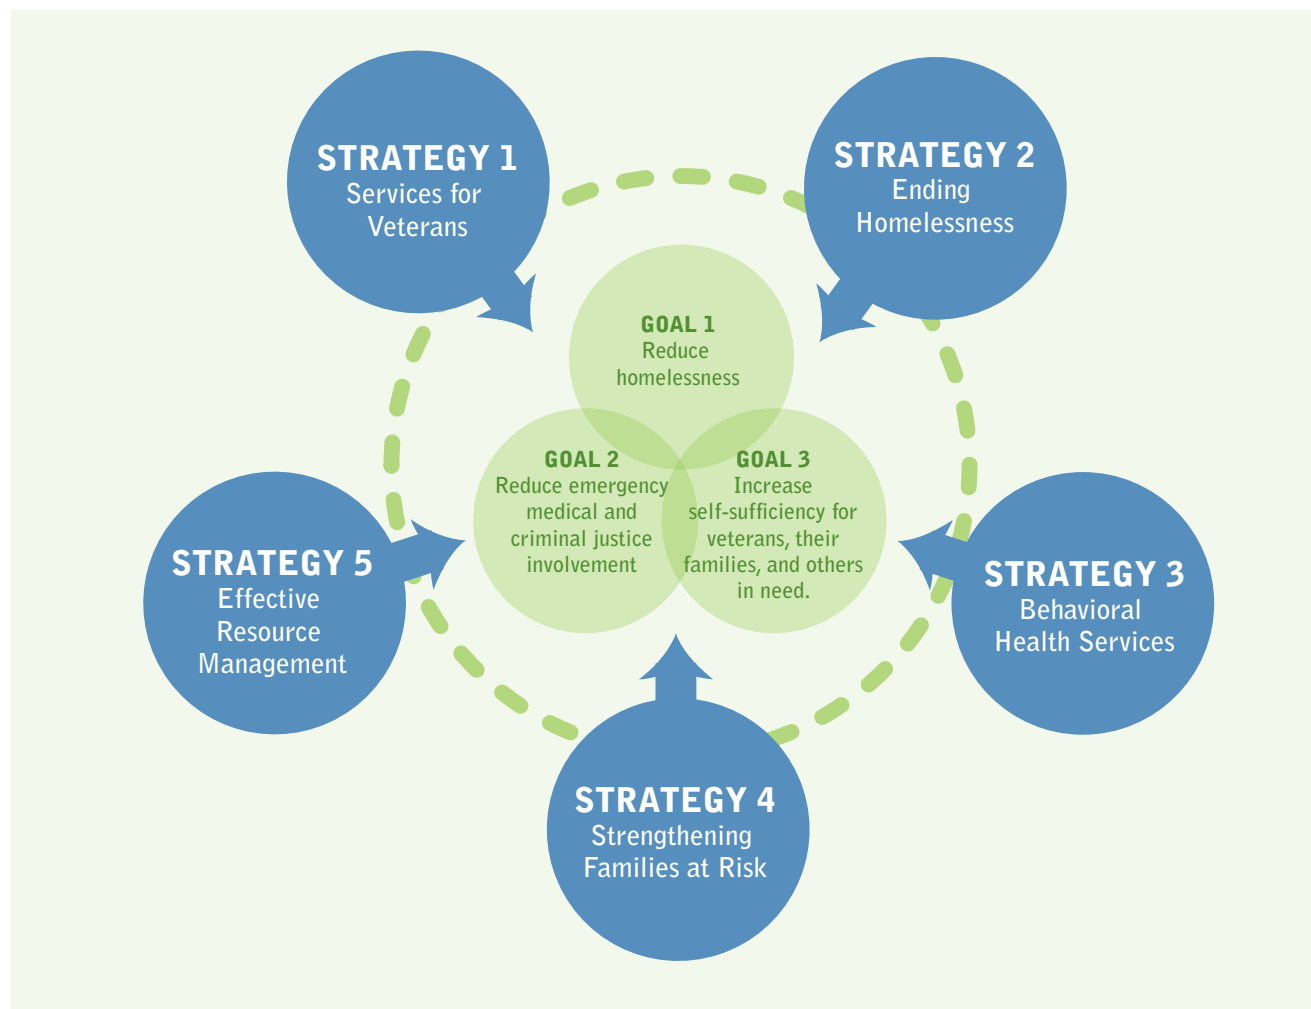 STRATEGY 1
Services for
Veterans
STRATEGY 2
Ending
Homelessness
GOAL 1
Reduce
homelessness
GOAL 2
Reduce emergency
medical and
criminal justice
involvement
GOAL 3
Increase
self-sufficiency for
veterans, their
families, and others
in need.
STRATEGY 5
Effective
Resource
Management
STRATEGY 3
Behavioral
Health Services
STRATEGY 4
Strengthening
Families at Risk